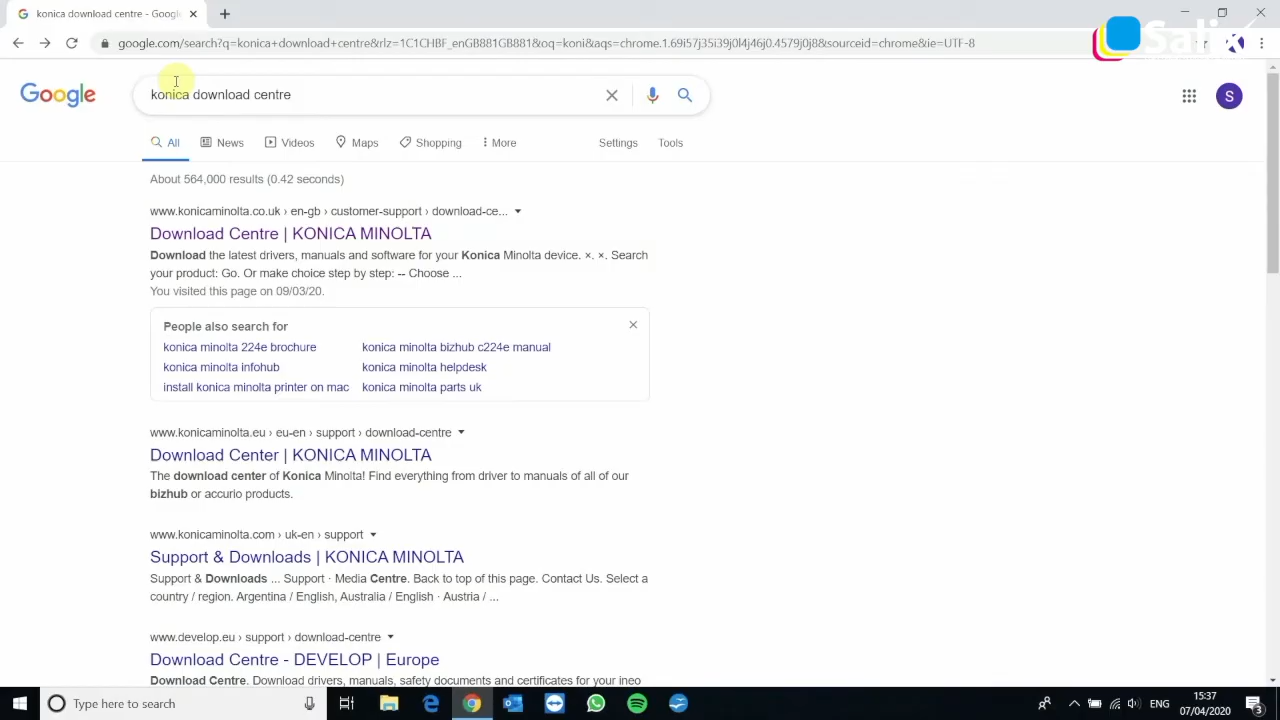 konica download centre - Googl
google.com/search?q=konica+download+centre&rlz=1C1CHBF_enGB881GB881&oq=koni&aqs=chrome.1.69i57j35i39j0l4j46j0.4579j0j8&sourceid=chrome&ie=UTF-8
Salix
Google
konica download centre
S
All
News
Videos
Maps
Shopping
More
Settings
Tools
About 564,000 results (0.42 seconds)
www.konicaminolta.co.uk › en-gb › customer-support › download-ce...
Download Centre | KONICA MINOLTA
Download the latest drivers, manuals and software for your Konica Minolta device. ×. ×. Search
your product: Go. Or make choice step by step: -- Choose ...
You visited this page on 09/03/20.
People also search for
konica minolta 224e brochure
konica minolta bizhub c224e manual
konica minolta infohub
konica minolta helpdesk
install konica minolta printer on mac
konica minolta parts uk
www.konicaminolta.eu › eu-en › support › download-centre
Download Center | KONICA MINOLTA
The download center of Konica Minolta! Find everything from driver to manuals of all of our
bizhub or accurio products.
www.konicaminolta.com › uk-en › support
Support & Downloads | KONICA MINOLTA
Support & Downloads ... Support · Media Centre. Back to top of this page. Contact Us. Select a
country / region. Argentina / English, Australia / English · Austria / ...
www.develop.eu › support › download-centre
Download Centre - DEVELOP | Europe
Download Centre. Download drivers, manuals, safety documents and certificates for your ineo
Type here to search
ENG
15:37
07/04/2020
3